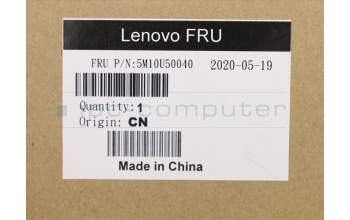 Lenovo FRU
FRU P/N:5M10U50040 2020-05-19
Quantity:1
Origin: CN
Made in China